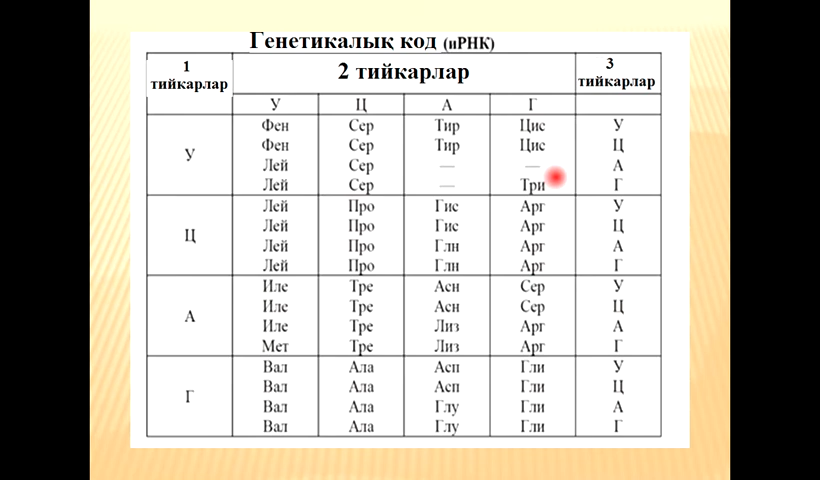 Генетикалық код (иРНК)
1 тийкарлар 2 тийкарлар 3 тийкарлар
У Ц А Г
У
Фен Сер Тир Цис У
Фен Сер Тир Цис Ц
Лей Сер — — А
Лей Сер — Три Г
Ц
Лей Про Гис Арг У
Лей Про Гис Арг Ц
Лей Про Глн Арг А
Лей Про Глн Арг Г
А
Иле Тре Асн Сер У
Иле Тре Асн Сер Ц
Иле Тре Лиз Арг А
Мет Тре Лиз Арг Г
Г
Вал Ала Асп Гли У
Вал Ала Асп Гли Ц
Вал Ала Глу Гли А
Вал Ала Глу Гли Г